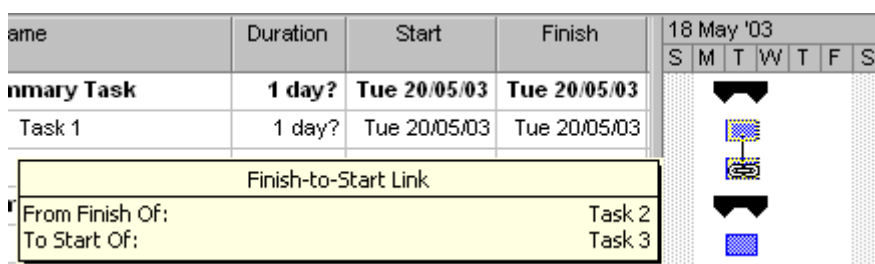 ame Duration Start Finish 18 May '03
S M T W T F S
mmary Task 1 day? Tue 20/05/03 Tue 20/05/03
Task 1 1 day? Tue 20/05/03 Tue 20/05/03
Finish-to-Start Link
From Finish Of: Task 2
To Start Of: Task 3